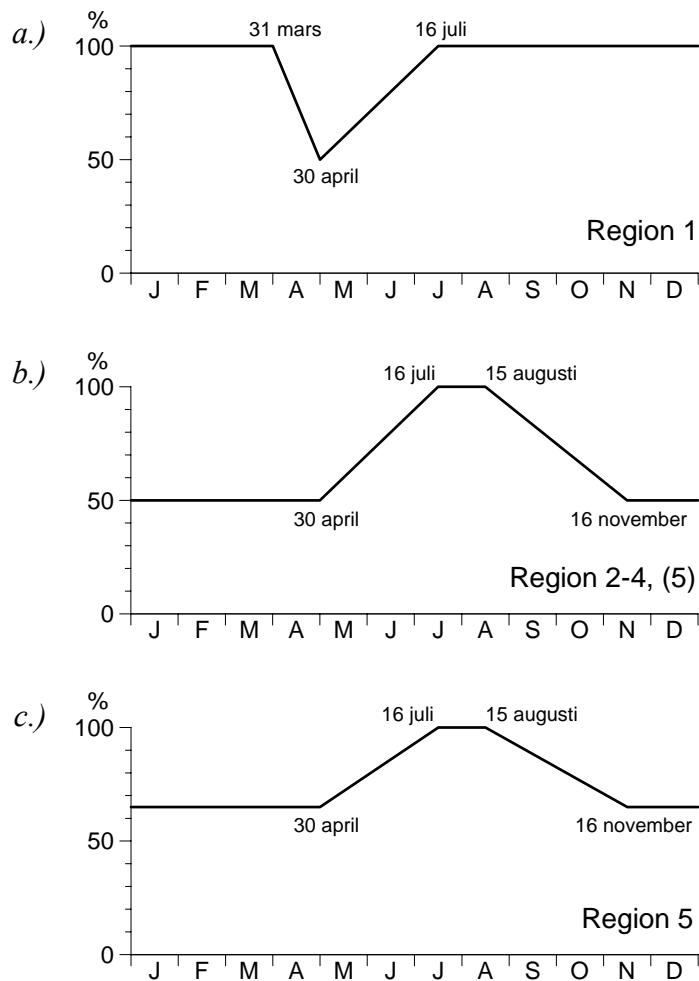 a.)
%
31 mars 16 juli
100
50
30 april
Region 1
0
J F M A M J J A S O N D
b.)
%
16 juli 15 augusti
100
50
30 april 16 november
Region 2-4, (5)
0
J F M A M J J A S O N D
c.)
%
16 juli 15 augusti
100
30 april 16 november
50
Region 5
0
J F M A M J J A S O N D